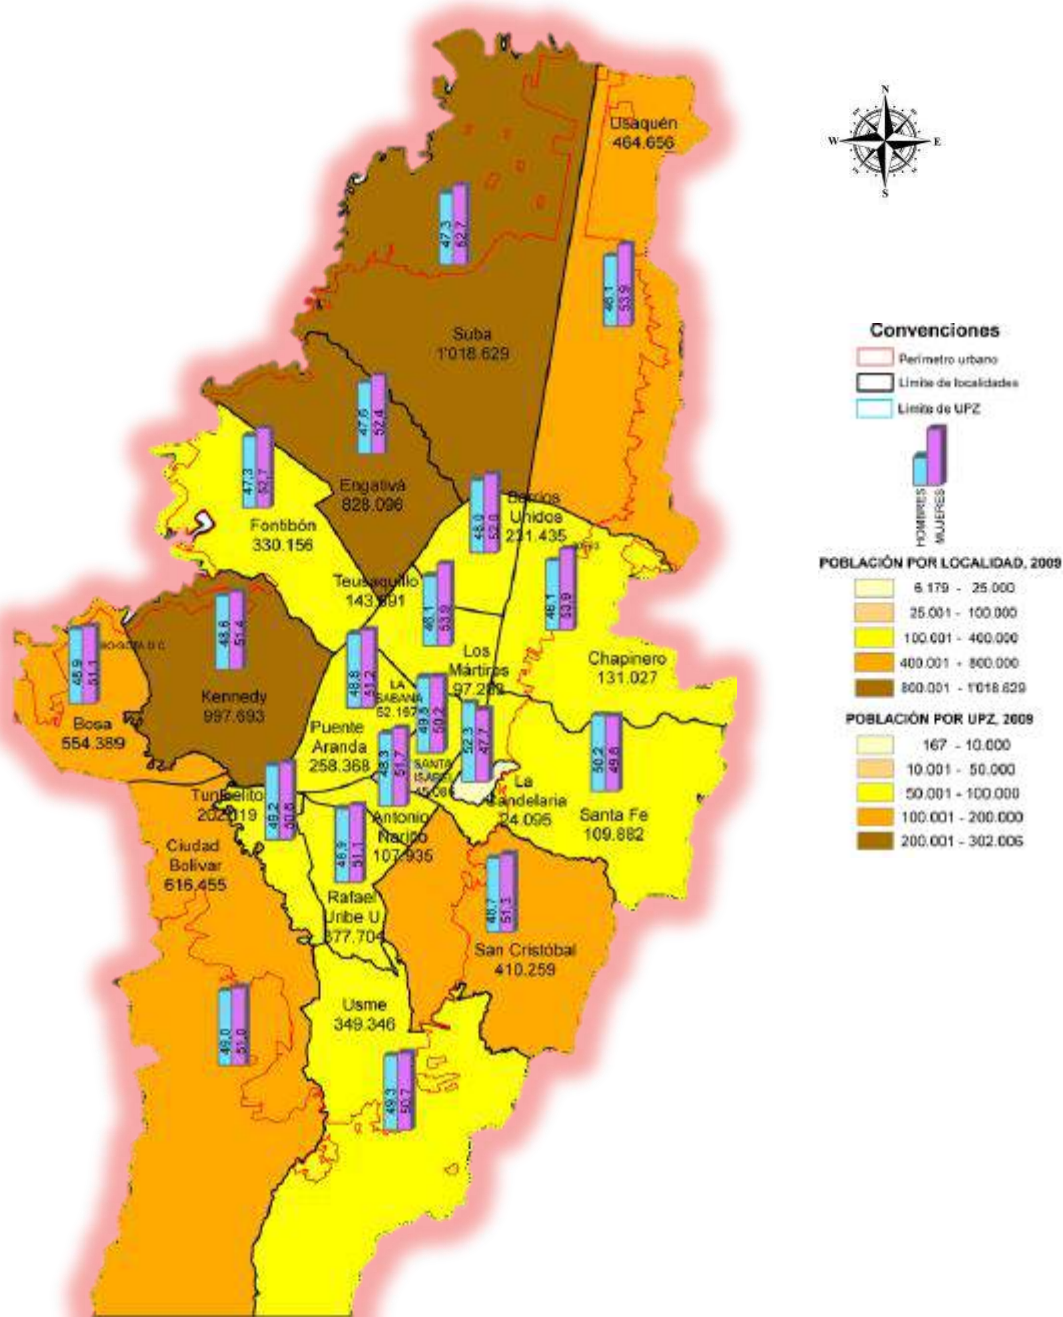 N
W
E
S
Usaquén
464.656
47.3
52.7
46.1
53.9
Suba
1'018.629
Convenciones
Perímetro urbano
Límite de localidades
Límite de UPZ
HOMBRES
MUJERES
47.6
52.4
47.3
52.7
Engativá
828.096
Fontibón
330.156
48.0
52.0
Barrios
Unidos
231.435
POBLACIÓN POR LOCALIDAD, 2009
6.179 - 25.000
25.001 - 100.000
100.001 - 400.000
400.001 - 800.000
800.001 - 1'018.629
Teusaquillo
46.1
53.9
46.1
53.9
48.6
51.4
BOGOTA D.C.
48.9
51.1
Bosa
554.389
Kennedy
997.693
48.8
51.2
Los
Mártires
Chapinero
131.027
LA
SABANA
Puente
Aranda
258.368
49.8
50.2
52.3
47.7
50.2
49.8
POBLACIÓN POR UPZ, 2009
167 - 10.000
10.001 - 50.000
50.001 - 100.000
100.001 - 200.000
200.001 - 302.006
48.3
51.7
SANTA
ISABEL
La
Candelaria
24.095
Santa Fe
109.882
Tunjuelito
49.2
50.8
Antonio
Nariño
107.935
48.9
51.1
Ciudad
Bolívar
616.455
Rafael
Uribe U
377.704
48.7
51.3
San Cristóbal
410.259
Usme
349.346
49.0
51.0
49.3
50.7